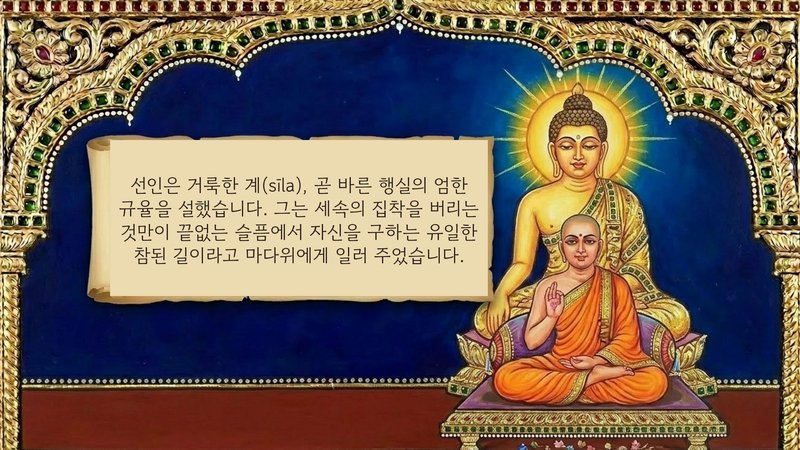 선인은 거룩한 계(sīla), 곧 바른 행실의 엄한
규율을 설했습니다. 그는 세속의 집착을 버리는
것만이 끝없는 슬픔에서 자신을 구하는 유일한
참된 길이라고 마다위에게 일러 주었습니다.